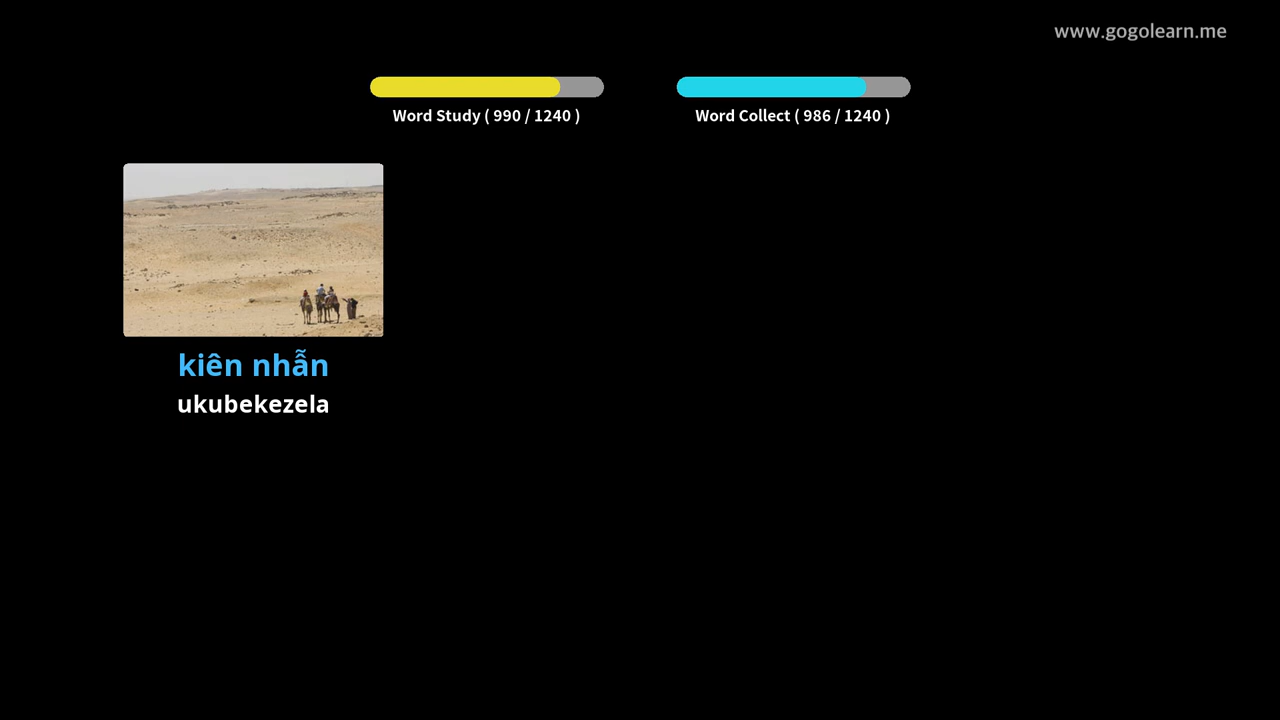 www.gogolearn.me
Word Study ( 990 / 1240 )
Word Collect ( 986 / 1240 )
kiên nhẫn
ukubekezela